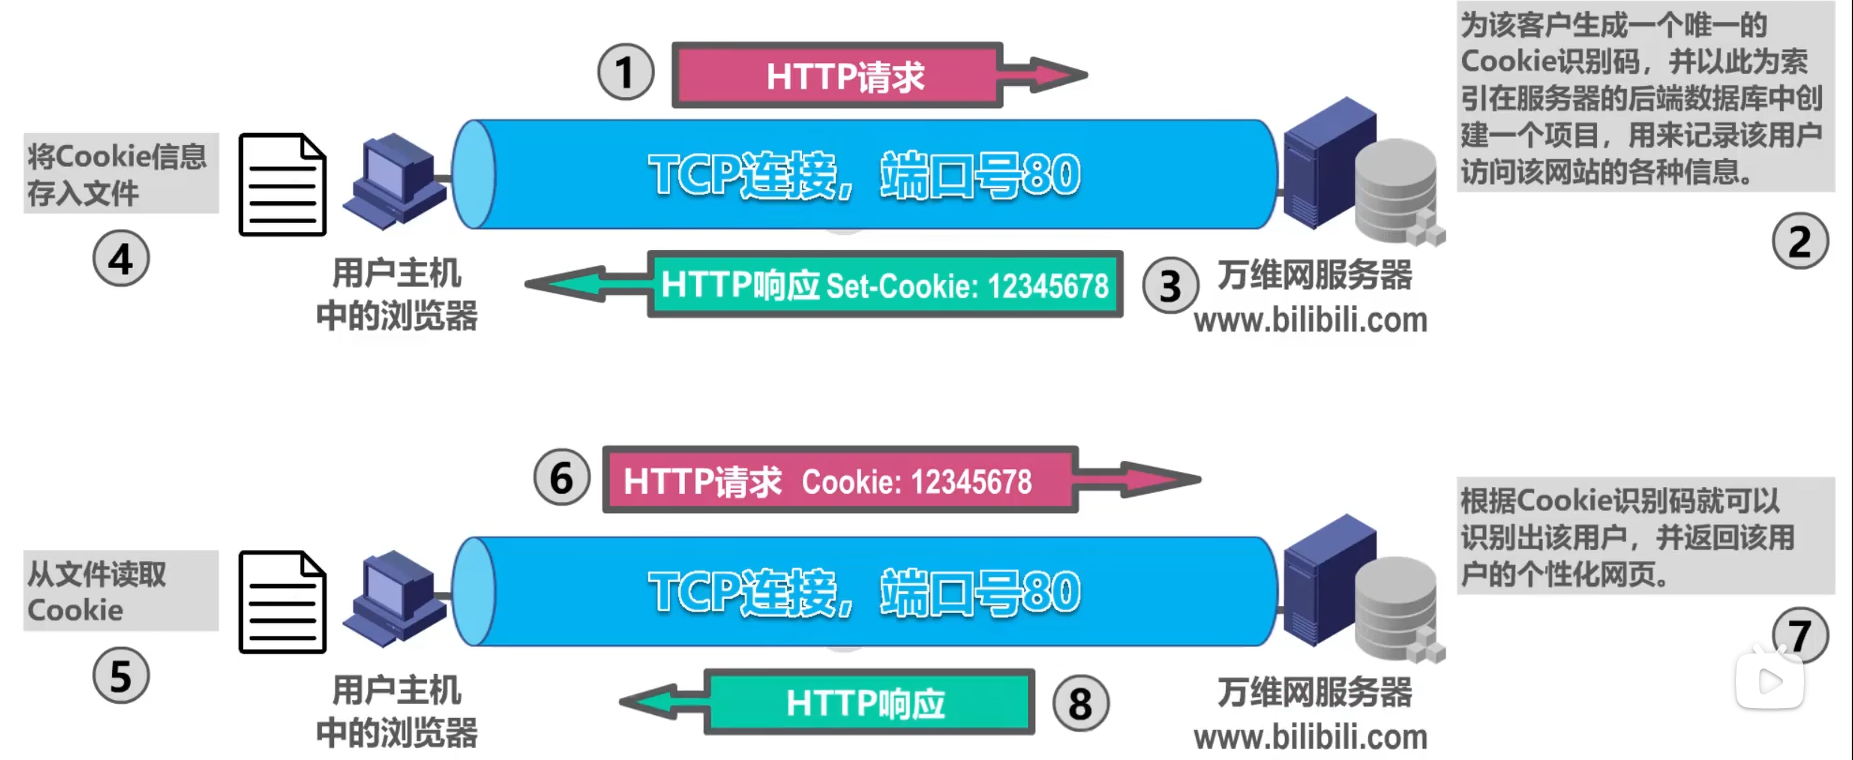 ①
HTTP请求
为该客户生成一个唯一的
Cookie识别码，并以此为索
引在服务器的后端数据库中创
建一个项目，用来记录该用户
访问该网站的各种信息。
②
将Cookie信息
存入文件
④
TCP连接，端口号80
用户主机
中的浏览器
HTTP响应 Set-Cookie: 12345678
③
万维网服务器
www.bilibili.com
⑥
HTTP请求 Cookie: 12345678
根据Cookie识别码就可以
识别出该用户，并返回该用
户的个性化网页。
⑦
从文件读取
Cookie
⑤
TCP连接，端口号80
用户主机
中的浏览器
HTTP响应
⑧
万维网服务器
www.bilibili.com